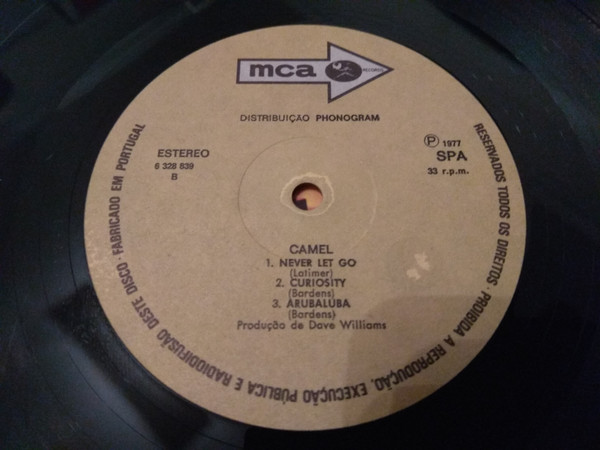 mca
RECORDS
DISTRIBUIÇÃO PHONOGRAM
ESTEREO
6 328 839
B
Ⓟ 1977
SPA
33 r.p.m.
CAMEL
1. NEVER LET GO
(Latimer)
2. CURIOSITY
(Bardens)
3. ARUBALUBA
(Bardens)
Produção de Dave Williams
RESERVADOS TODOS OS DIREITOS · PROIBIDA A REPRODUÇÃO, EXECUÇÃO PÚBLICA E RADIODIFUSÃO DESTE DISCO · FABRICADO EM PORTUGAL